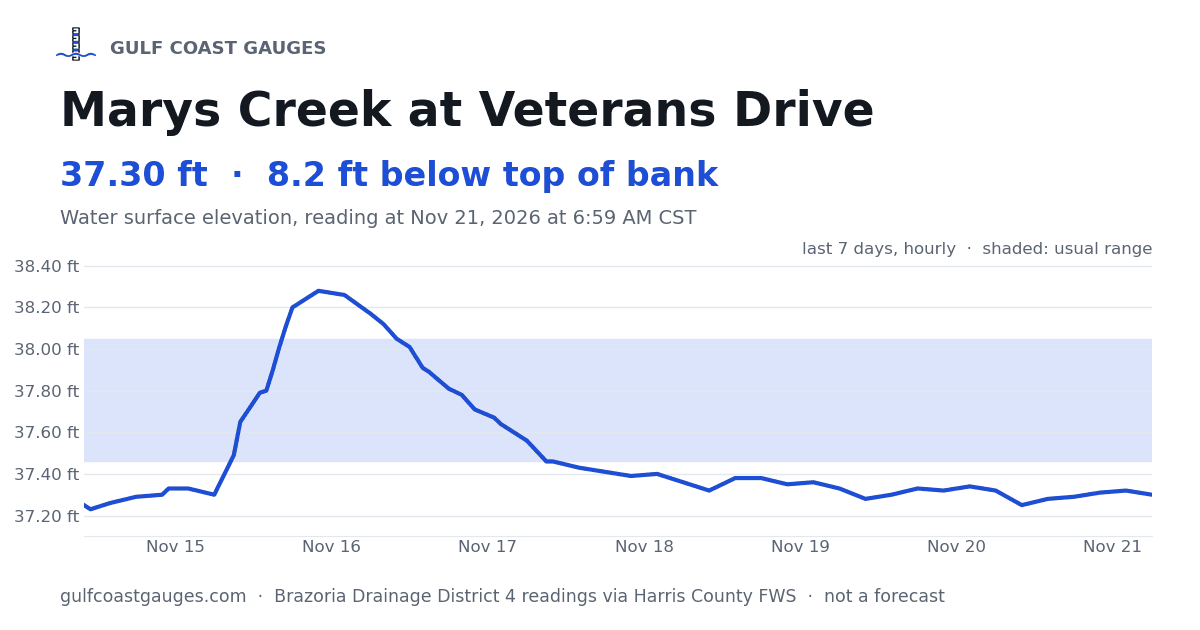 GULF COAST GAUGES
Marys Creek at Veterans Drive
37.30 ft · 8.2 ft below top of bank
Water surface elevation, reading at Nov 21, 2026 at 6:59 AM CST
last 7 days, hourly · shaded: usual range
38.40 ft
38.20 ft
38.00 ft
37.80 ft
37.60 ft
37.40 ft
37.20 ft
Nov 15 Nov 16 Nov 17 Nov 18 Nov 19 Nov 20 Nov 21
gulfcoastgauges.com · Brazoria Drainage District 4 readings via Harris County FWS · not a forecast